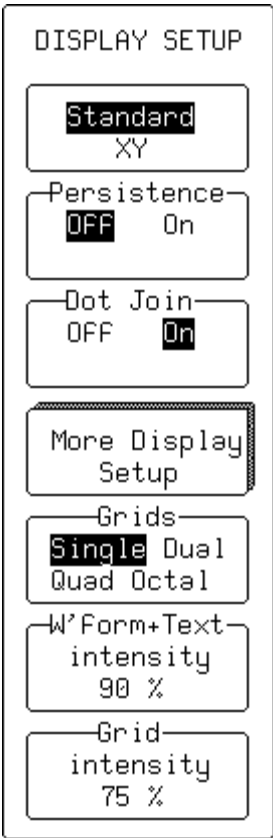 DISPLAY SETUP
Standard
XY
Persistence
OFF On
Dot Join
OFF On
More Display
Setup
Grids
Single Dual
Quad Octal
W'form+Text
intensity
90 %
Grid
intensity
75 %